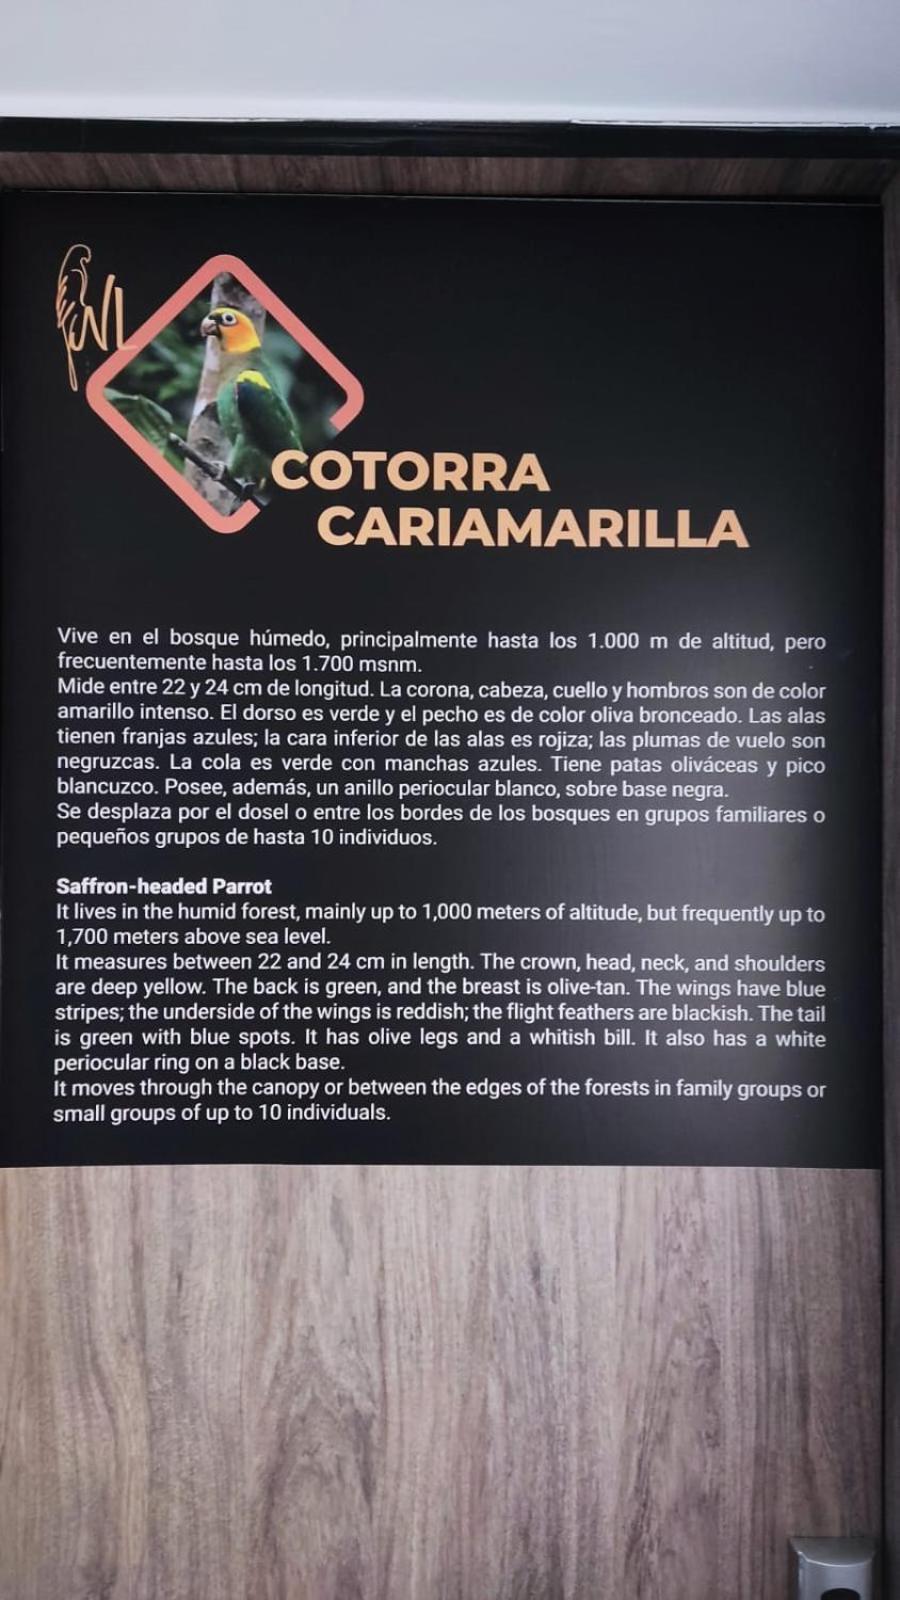 JWL
COTORRA
CARIAMARILLA
Vive en el bosque húmedo, principalmente hasta los 1.000 m de altitud, pero
frecuentemente hasta los 1.700 msnm.
Mide entre 22 y 24 cm de longitud. La corona, cabeza, cuello y hombros son de color
amarillo intenso. El dorso es verde y el pecho es de color oliva bronceado. Las alas
tienen franjas azules; la cara inferior de las alas es rojiza; las plumas de vuelo son
negruzcas. La cola es verde con manchas azules. Tiene patas oliváceas y pico
blancuzco. Posee, además, un anillo periocular blanco, sobre base negra.
Se desplaza por el dosel o entre los bordes de los bosques en grupos familiares o
pequeños grupos de hasta 10 individuos.
Saffron-headed Parrot
It lives in the humid forest, mainly up to 1,000 meters of altitude, but frequently up to
1,700 meters above sea level.
It measures between 22 and 24 cm in length. The crown, head, neck, and shoulders
are deep yellow. The back is green, and the breast is olive-tan. The wings have blue
stripes; the underside of the wings is reddish; the flight feathers are blackish. The tail
is green with blue spots. It has olive legs and a whitish bill. It also has a white
periocular ring on a black base.
It moves through the canopy or between the edges of the forests in family groups or
small groups of up to 10 individuals.